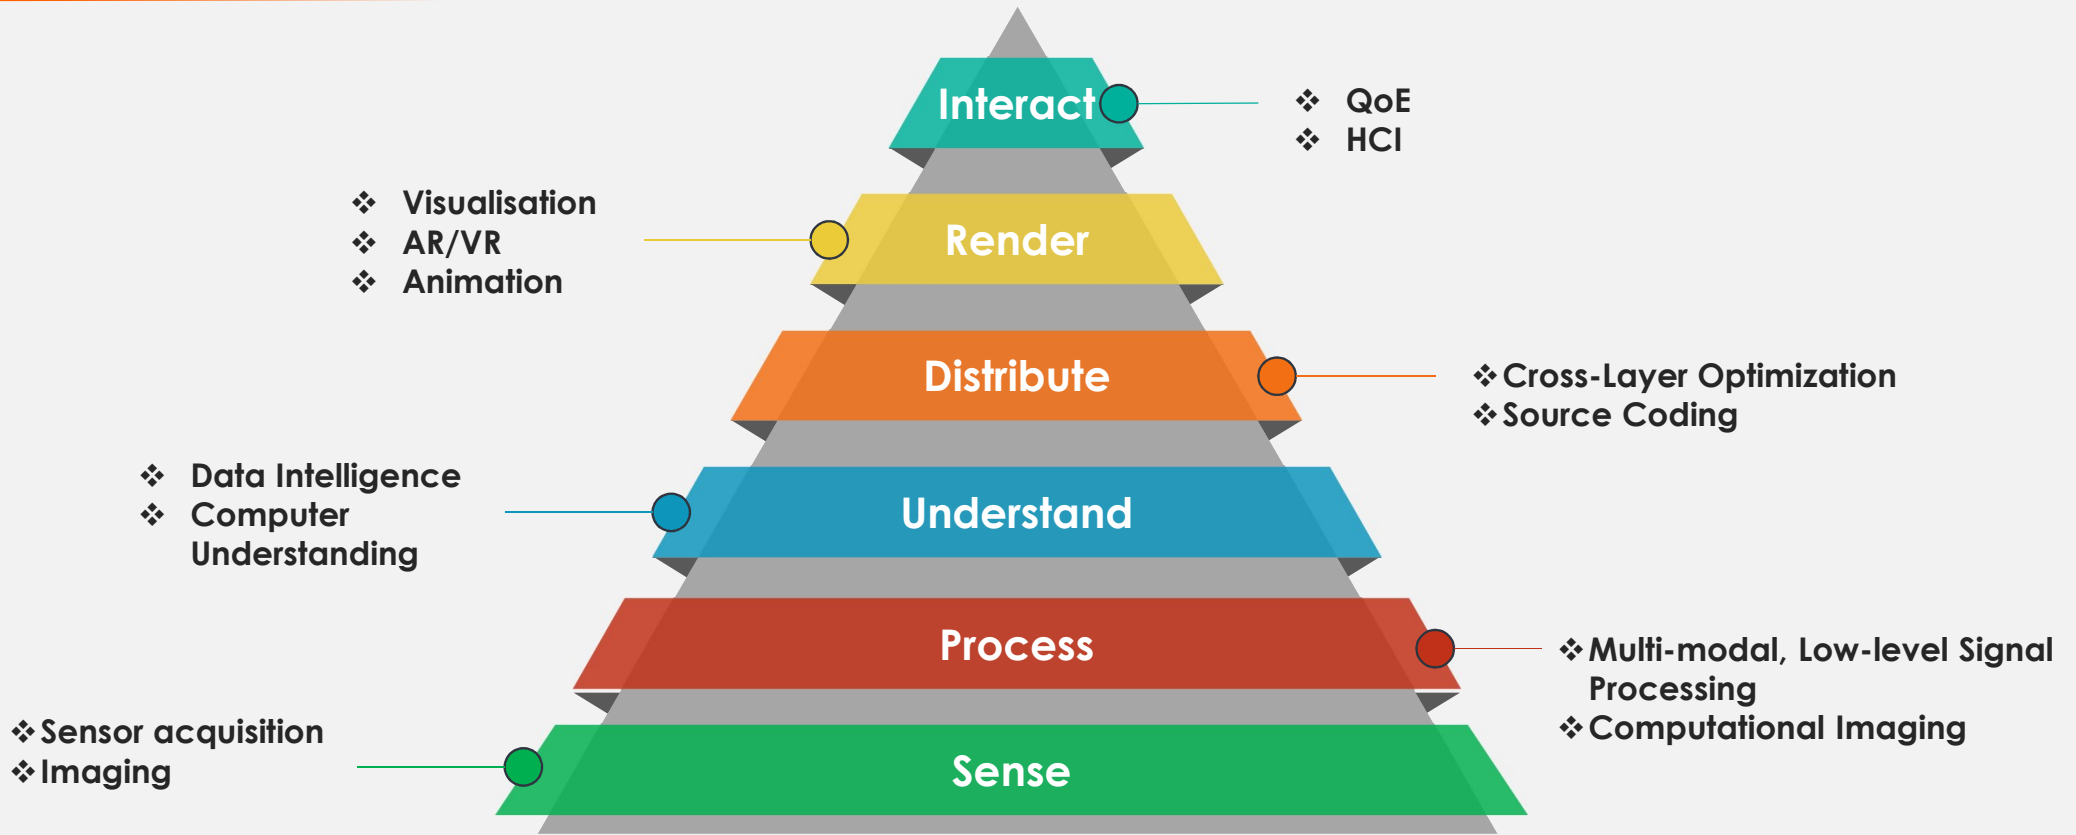 Interact
❖ QoE
❖ HCI
❖ Visualisation
❖ AR/VR
❖ Animation
Render
Distribute
❖ Cross-Layer Optimization
❖ Source Coding
❖ Data Intelligence
❖ Computer
Understanding
Understand
Process
❖ Multi-modal, Low-level Signal
Processing
❖ Computational Imaging
❖ Sensor acquisition
❖ Imaging
Sense